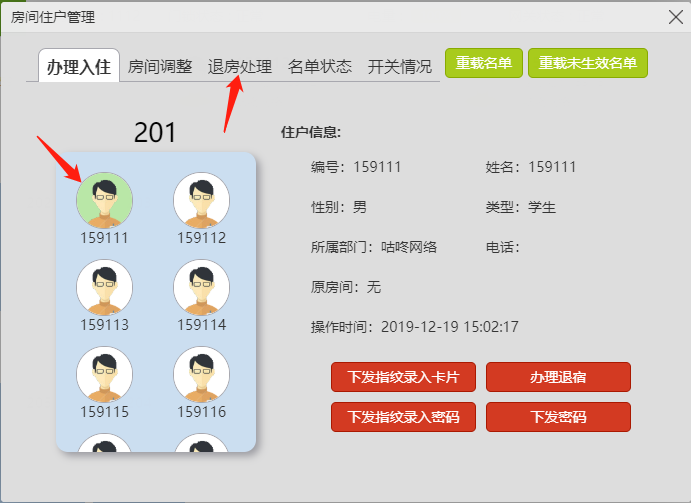 房间住户管理
办理入住 房间调整 退房处理 名单状态 开关情况 重载名单 重载未生效名单
201
住户信息:
编号：159111 姓名：159111
性别：男 类型：学生
所属部门：咕咚网络 电话：
原房间：无
操作时间：2019-12-19 15:02:17
159111 159112
159113 159114
159115 159116
下发指纹录入卡片 办理退宿
下发指纹录入密码 下发密码